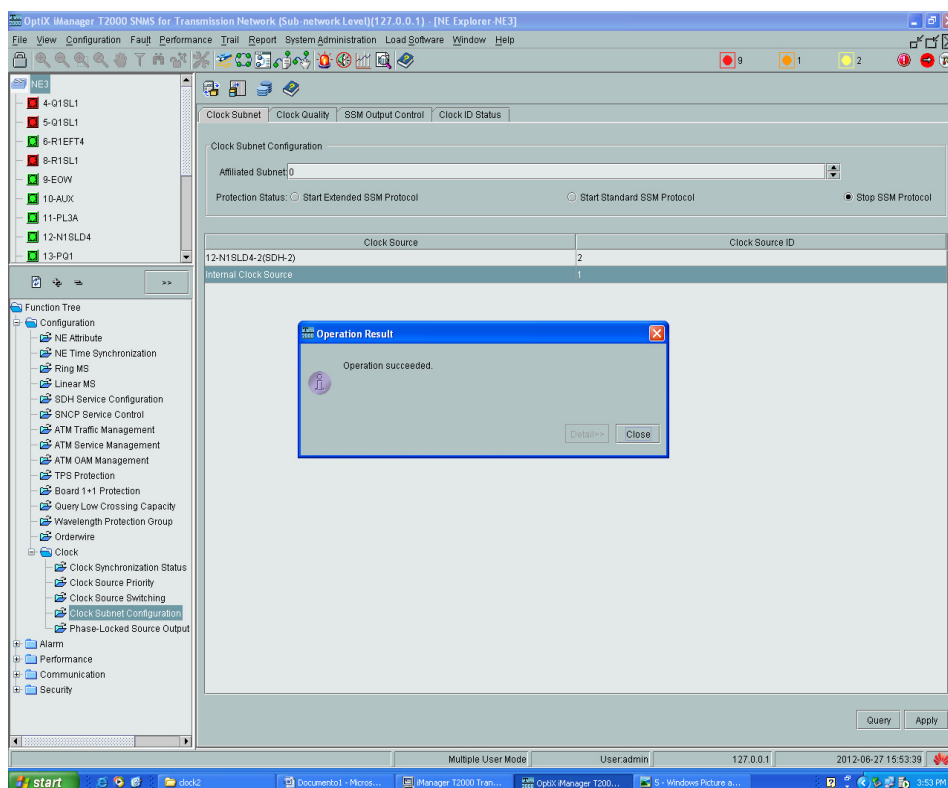 OptiX iManager T2000 SNMS for Transmission Network (Sub-network Level)(127.0.0.1) - [NE Explorer-NE3]
File View Configuration Fault Performance Trail Report System Administration Load Software Window Help
9 1 2
NE3
4-Q1SL1
5-Q1SL1
6-R1EFT4
8-R1SL1
9-EOW
10-AUX
11-PL3A
12-N1SLD4
13-PQ1
>>
Function Tree
Configuration
NE Attribute
NE Time Synchronization
Ring MS
Linear MS
SDH Service Configuration
SNCP Service Control
ATM Traffic Management
ATM Service Management
ATM OAM Management
TPS Protection
Board 1+1 Protection
Query Low Crossing Capacity
Wavelength Protection Group
Orderwire
Clock
Clock Synchronization Status
Clock Source Priority
Clock Source Switching
Clock Subnet Configuration
Phase-Locked Source Output
Alarm
Performance
Communication
Security
Clock Subnet Clock Quality SSM Output Control Clock ID Status
Clock Subnet Configuration
Affiliated Subnet: 0
Protection Status: Start Extended SSM Protocol Start Standard SSM Protocol Stop SSM Protocol
Clock Source Clock Source ID
12-N1SLD4-2(SDH-2) 2
Internal Clock Source 1
Operation Result
Operation succeeded.
Detail>> Close
Query Apply
Multiple User Mode User:admin 127.0.0.1 2012-06-27 15:53:39
start clock2 Documento1 - Micros... iManager T2000 Tran... OptiX iManager T200... 5 - Windows Picture a... 3:53 PM